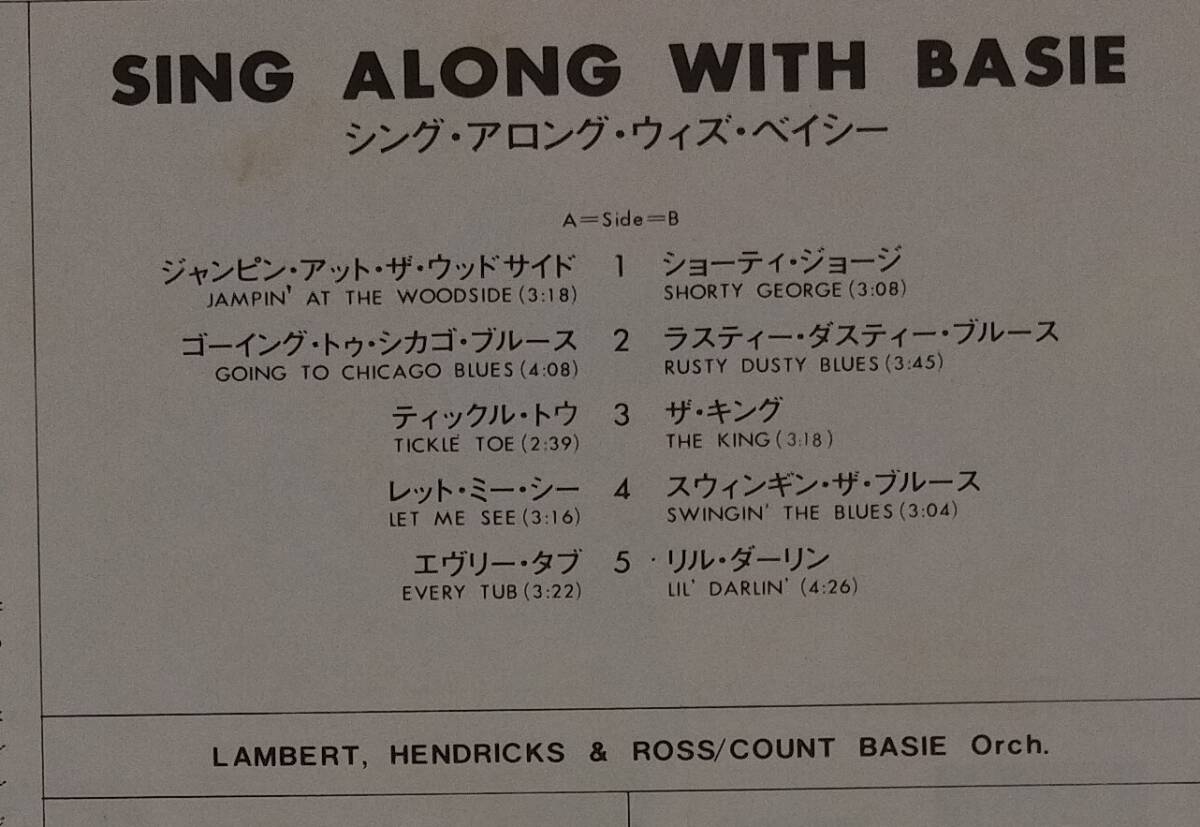 SING ALONG WITH BASIE
シング・アロング・ウィズ・ベイシー
A=Side=B
ジャンピン・アット・ザ・ウッドサイド 1 ショーティ・ジョージ
JAMPIN' AT THE WOODSIDE (3:18) SHORTY GEORGE (3:08)
ゴーイング・トゥ・シカゴ・ブルース 2 ラスティー・ダスティー・ブルース
GOING TO CHICAGO BLUES (4:08) RUSTY DUSTY BLUES (3:45)
ティックル・トウ 3 ザ・キング
TICKLE TOE (2:39) THE KING (3:18)
レット・ミー・シー 4 スウィンギン・ザ・ブルース
LET ME SEE (3:16) SWINGIN' THE BLUES (3:04)
エヴリー・タブ 5 リル・ダーリン
EVERY TUB (3:22) LIL' DARLIN' (4:26)
LAMBERT, HENDRICKS & ROSS/COUNT BASIE Orch.